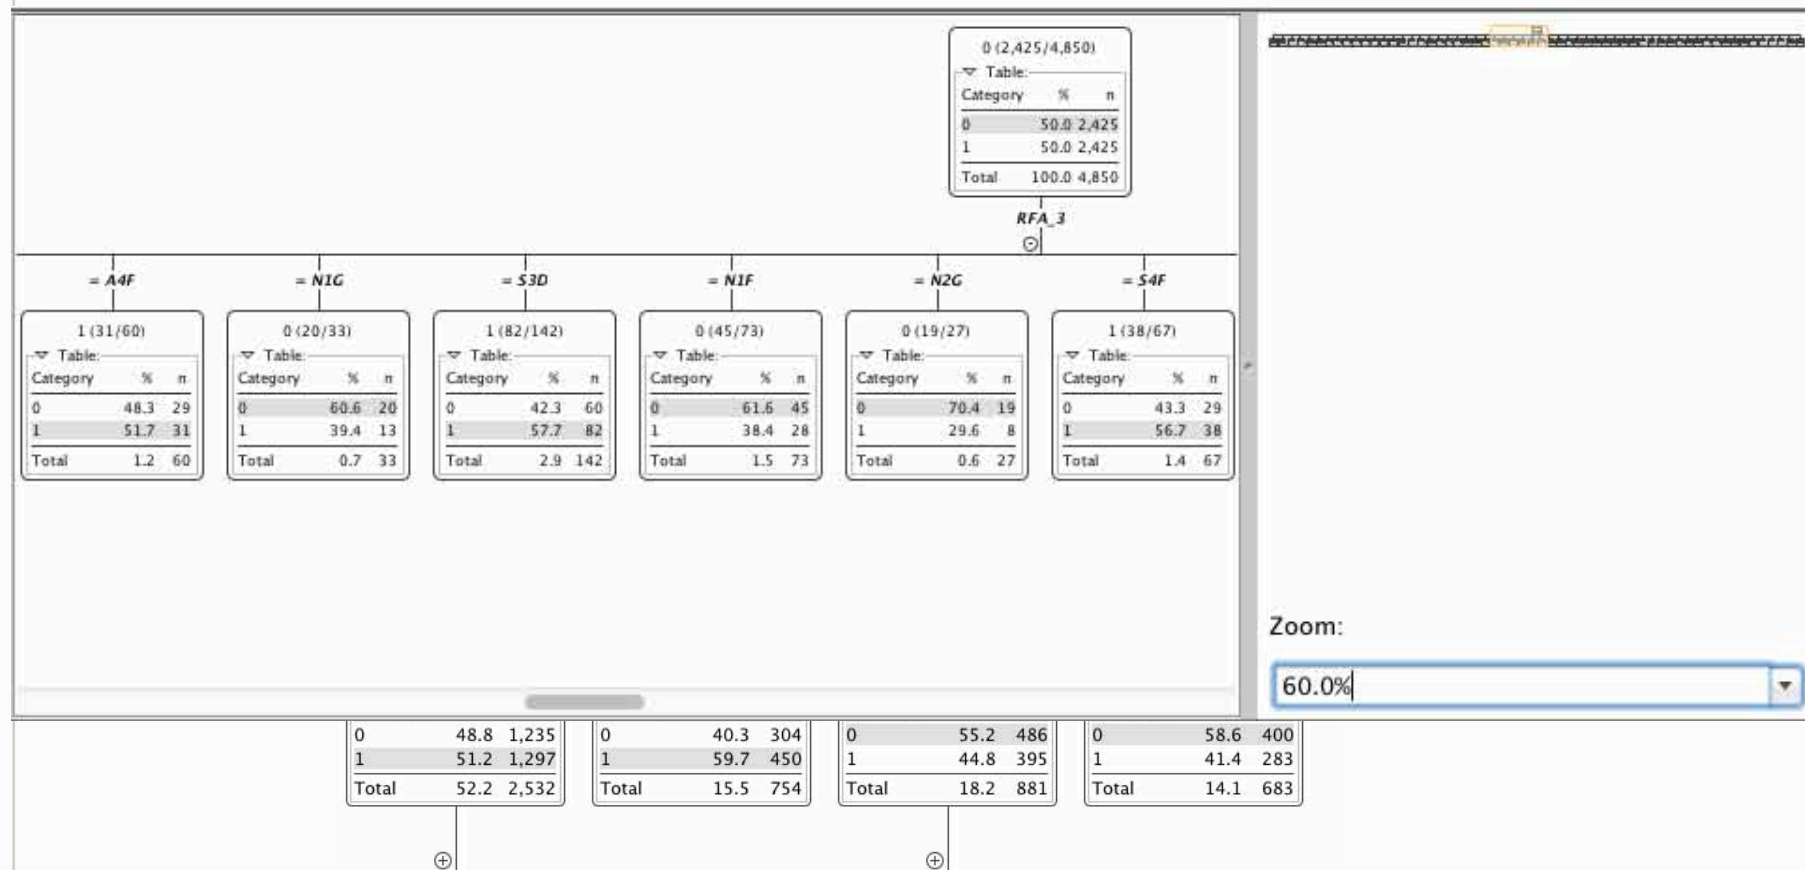 0 (2,425/4,850)
Table:
Category % n
0 50.0 2,425
1 50.0 2,425
Total 100.0 4,850
RFA_3
= A4F
= N1G
= S3D
= N1F
= N2G
= S4F
1 (31/60)
Table:
Category % n
0 48.3 29
1 51.7 31
Total 1.2 60
0 (20/33)
Table:
Category % n
0 60.6 20
1 39.4 13
Total 0.7 33
1 (82/142)
Table:
Category % n
0 42.3 60
1 57.7 82
Total 2.9 142
0 (45/73)
Table:
Category % n
0 61.6 45
1 38.4 28
Total 1.5 73
0 (19/27)
Table:
Category % n
0 70.4 19
1 29.6 8
Total 0.6 27
1 (38/67)
Table:
Category % n
0 43.3 29
1 56.7 38
Total 1.4 67
Zoom:
60.0%
0 48.8 1,235
1 51.2 1,297
Total 52.2 2,532
0 40.3 304
1 59.7 450
Total 15.5 754
0 55.2 486
1 44.8 395
Total 18.2 881
0 58.6 400
1 41.4 283
Total 14.1 683